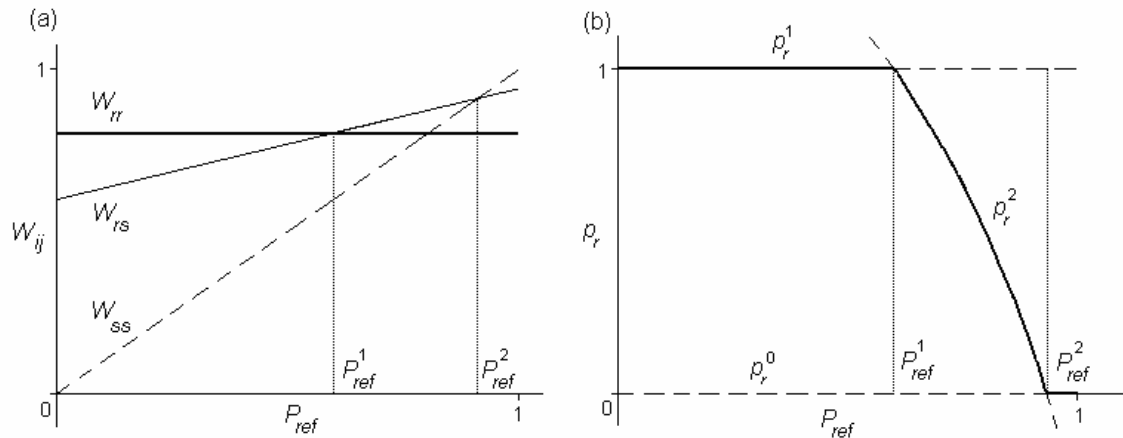 (a)
1
W_rr
W_rs
W_ij
W_ss
P_ref^1
P_ref^2
0
P_ref
1
(b)
p_r^1
1
p_r^2
p_r
p_r^0
P_ref^1
P_ref^2
0
P_ref
1